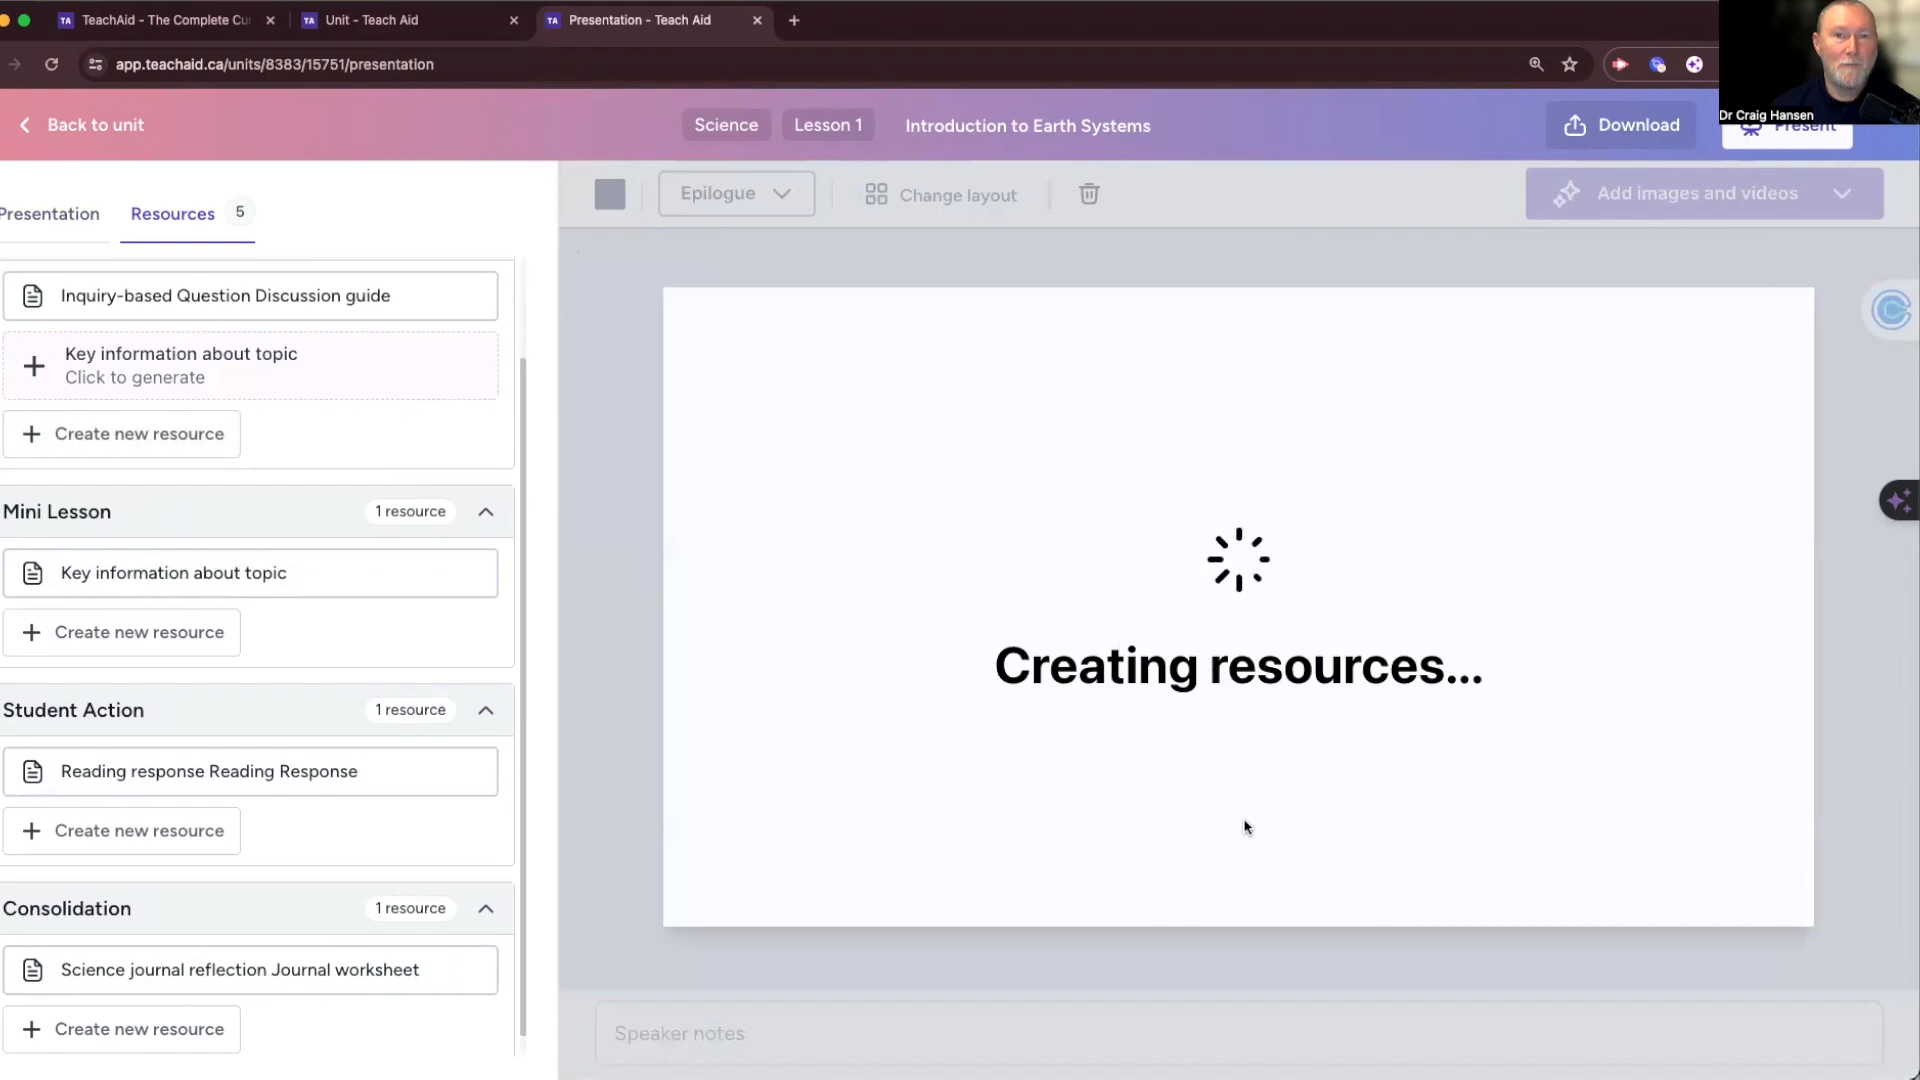 TeachAid - The Complete Cu
Unit - Teach Aid
Presentation - Teach Aid
app.teachaid.ca/units/8383/15751/presentation
Dr Craig Hansen
Back to unit
Science
Lesson 1
Introduction to Earth Systems
Download
Present
Presentation
Resources
5
Epilogue
Change layout
Add images and videos
Inquiry-based Question Discussion guide
Key information about topic
Click to generate
Create new resource
Mini Lesson
1 resource
Key information about topic
Create new resource
Student Action
1 resource
Reading response Reading Response
Create new resource
Consolidation
1 resource
Science journal reflection Journal worksheet
Create new resource
Creating resources...
Speaker notes